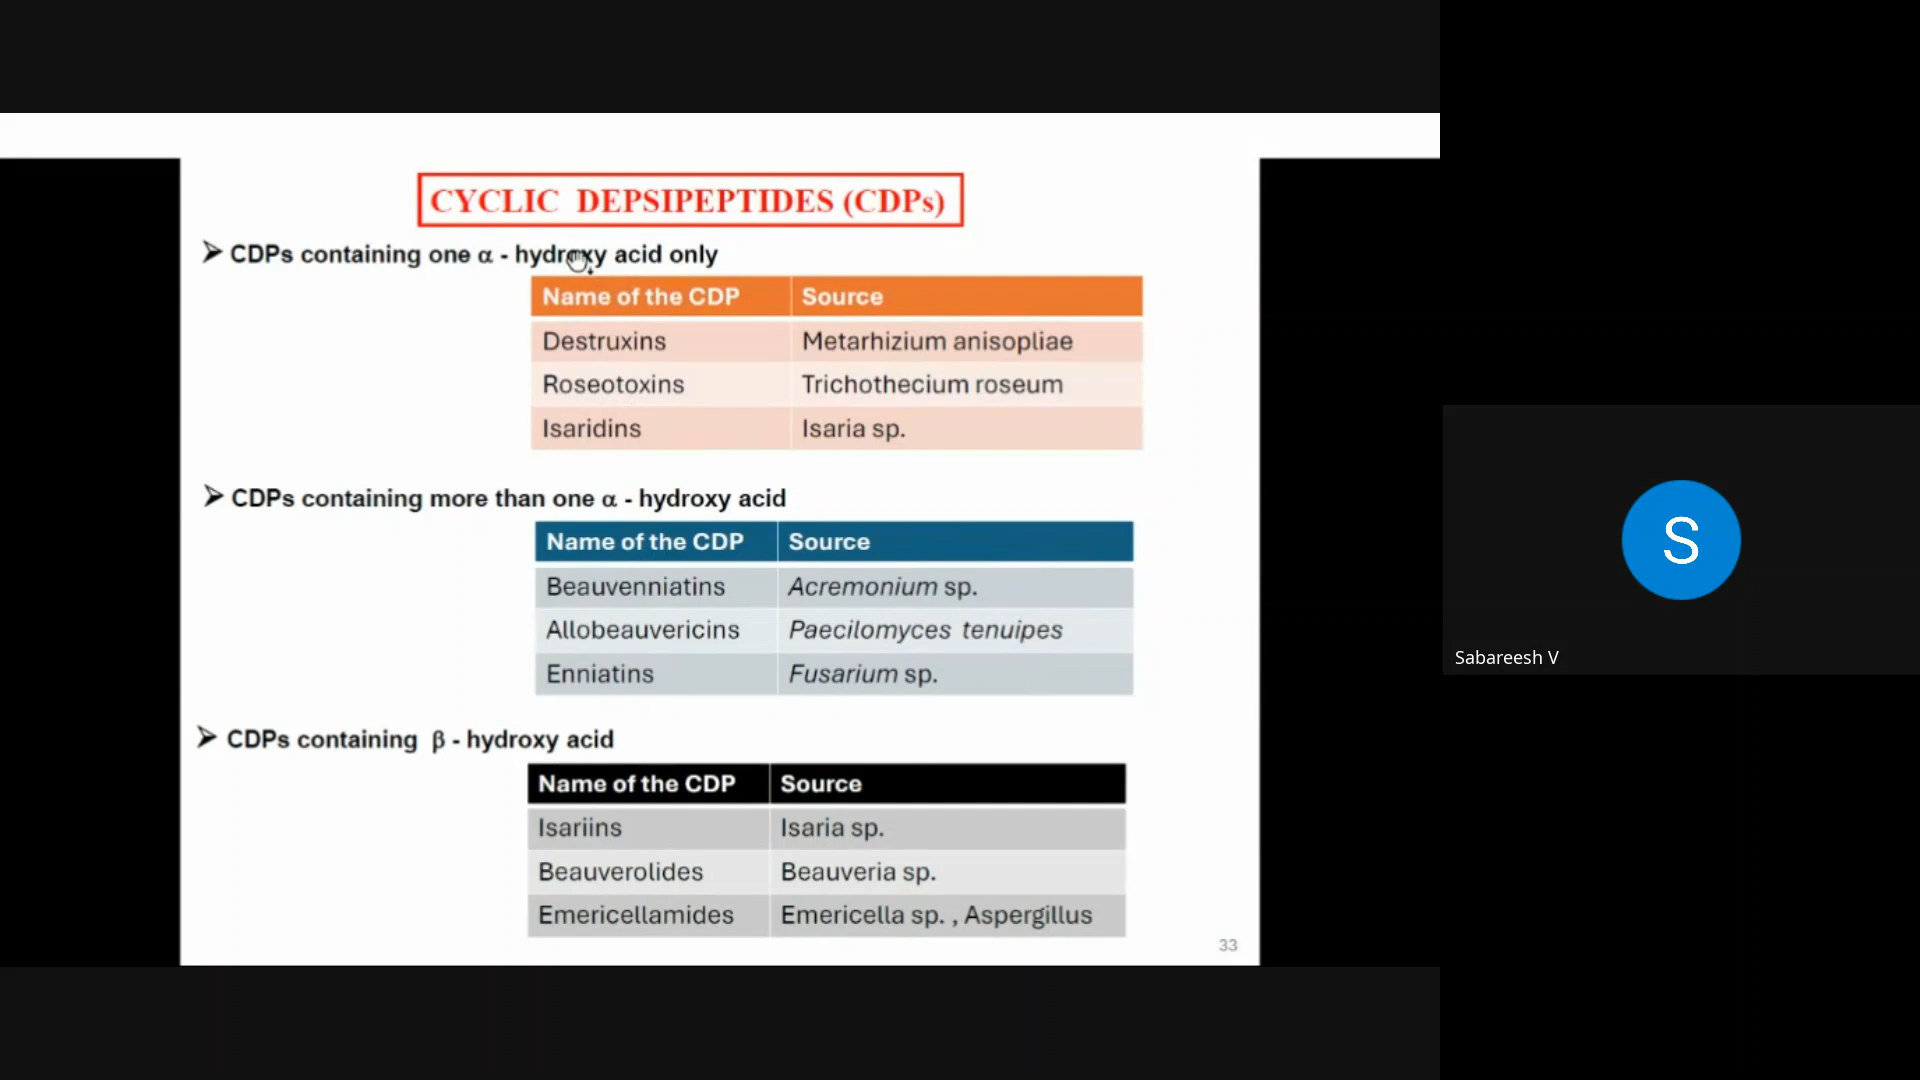 CYCLIC DEPSIPEPTIDES (CDPs)
➢ CDPs containing one α - hydroxy acid only
Name of the CDP Source
Destruxins Metarhizium anisopliae
Roseotoxins Trichothecium roseum
Isaridins Isaria sp.
➢ CDPs containing more than one α - hydroxy acid
Name of the CDP Source
Beauvenniatins Acremonium sp.
Allobeauvericins Paecilomyces tenuipes
Enniatins Fusarium sp.
➢ CDPs containing β - hydroxy acid
Name of the CDP Source
Isariins Isaria sp.
Beauverolides Beauveria sp.
Emericellamides Emericella sp. , Aspergillus
33
S
Sabareesh V